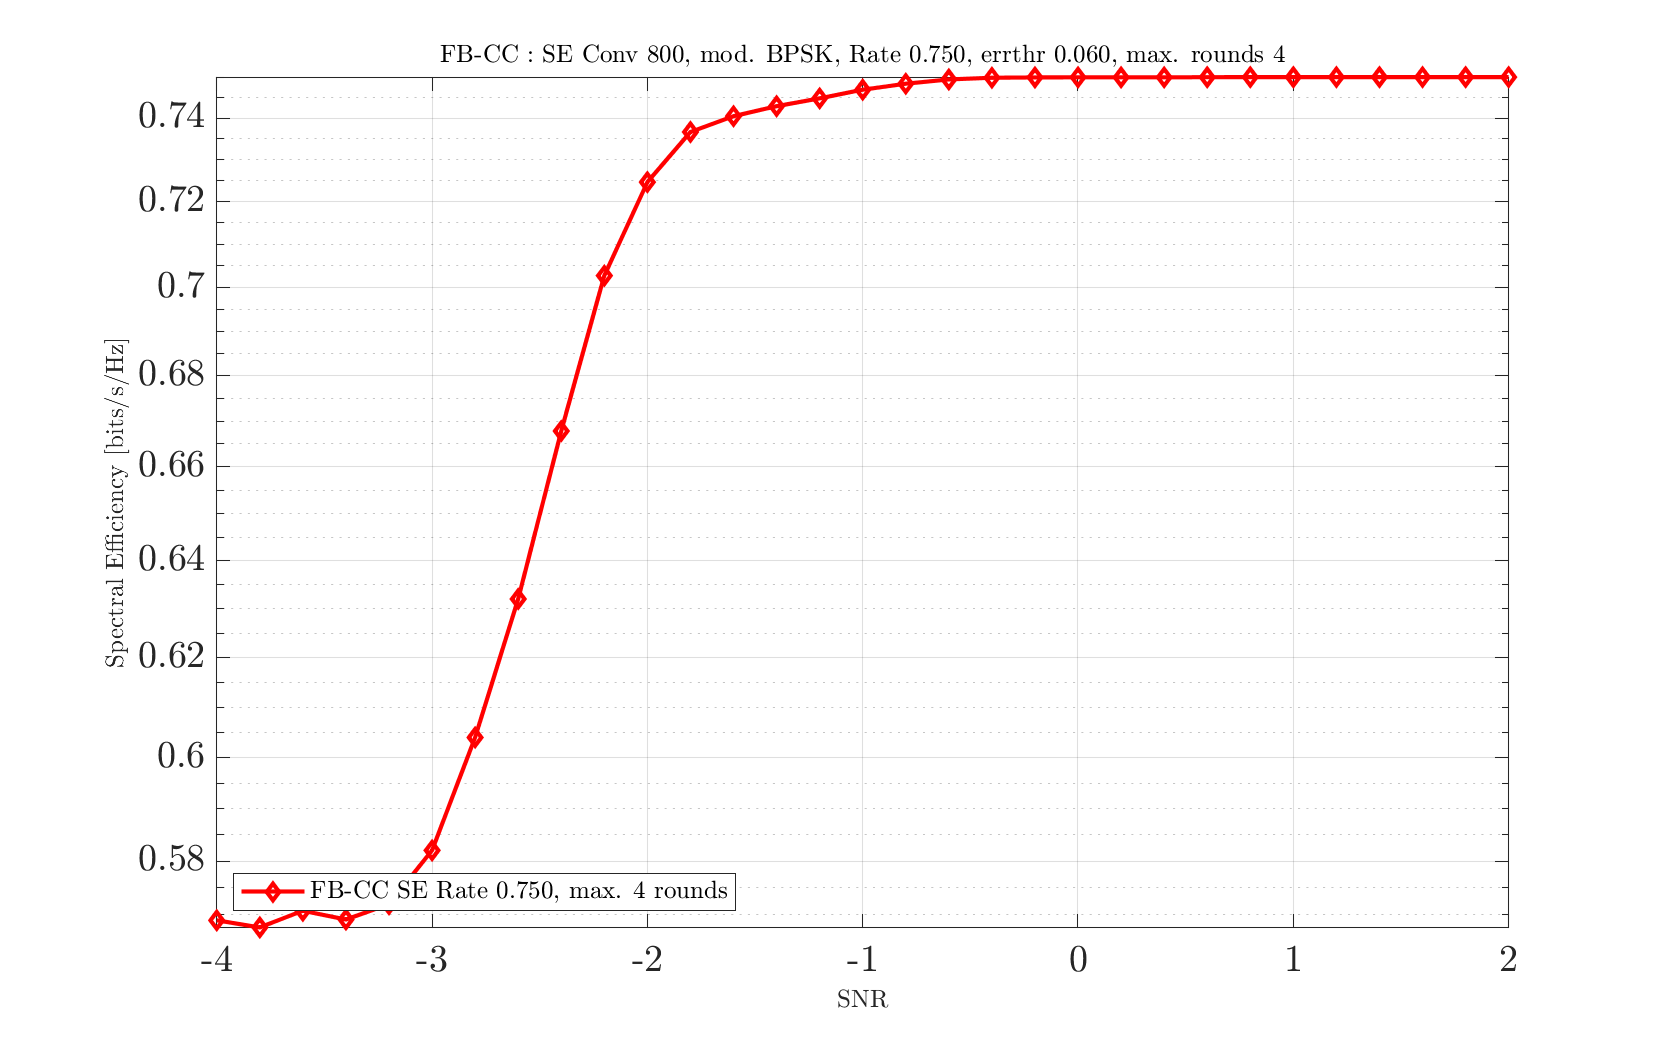 FB-CC : SE Conv 800, mod. BPSK, Rate 0.750, errthr 0.060, max. rounds 4
0.74
0.72
0.7
0.68
0.66
0.64
0.62
0.6
0.58
Spectral Efficiency [bits/s/Hz]
FB-CC SE Rate 0.750, max. 4 rounds
-4 -3 -2 -1 0 1 2
SNR